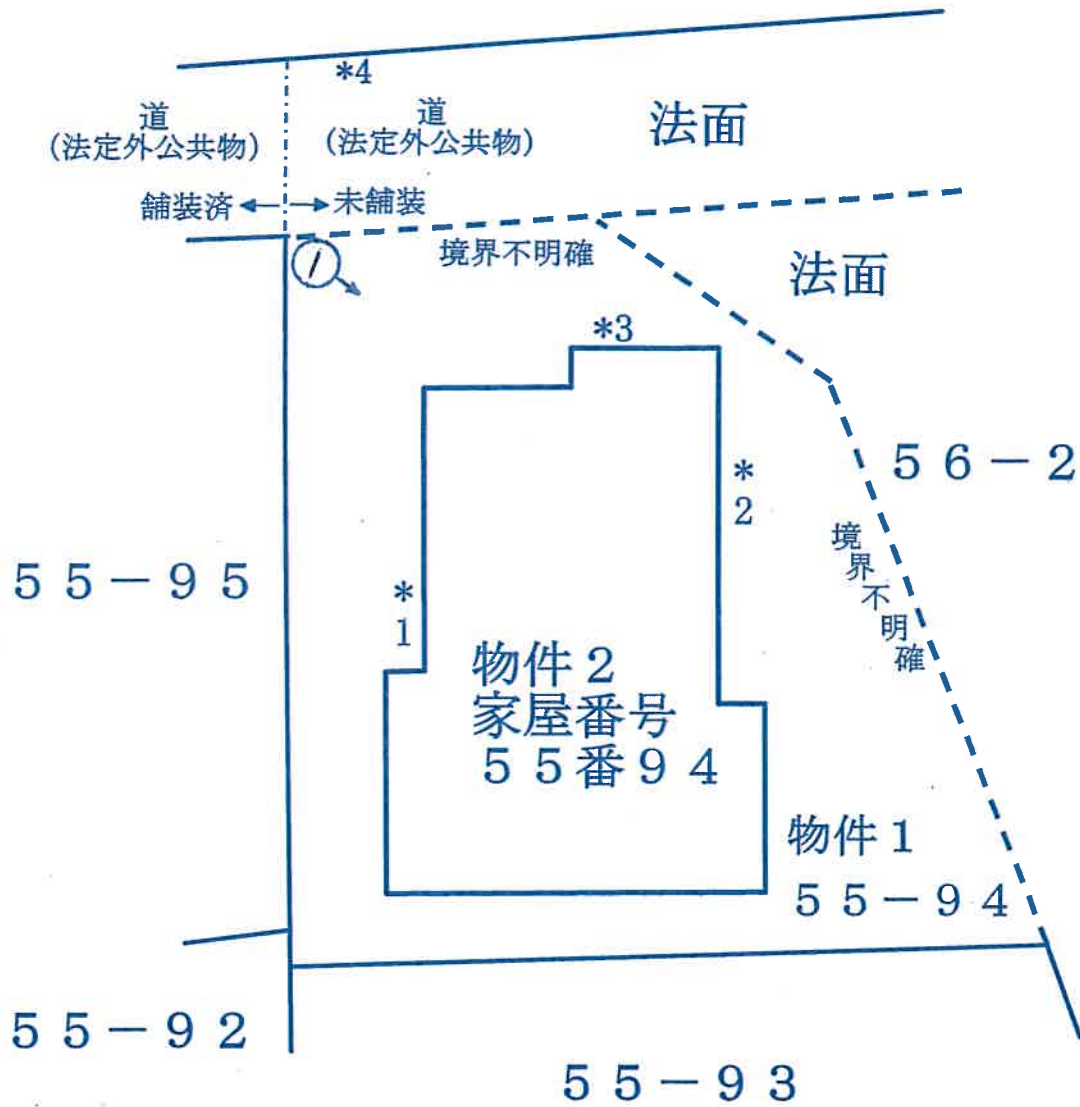 *4
道
(法定外公共物)
道
(法定外公共物)
法面
舗装済←→未舗装
境界不明確
法面
*3
56-2
*2
境界不明確
55-95
*1
物件2
家屋番号
55番94
物件1
55-94
55-92
55-93